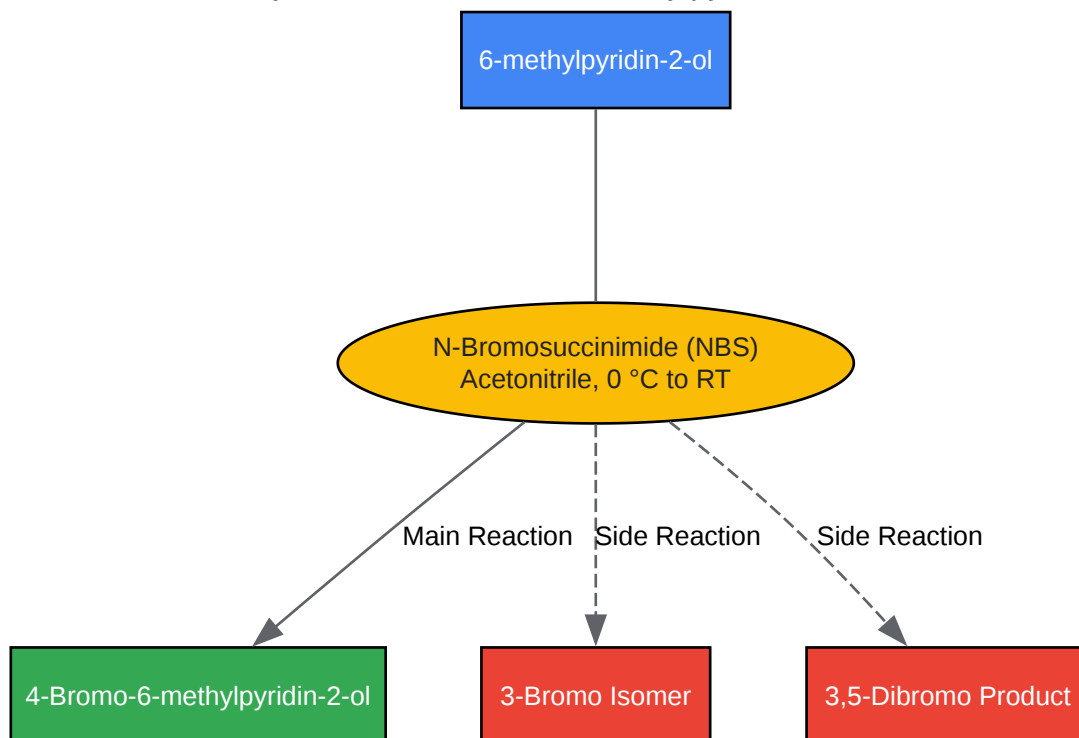 6-methylpyridin-2-ol
N-Bromosuccinimide (NBS)
Acetonitrile, 0 °C to RT
Main Reaction
Side Reaction
Side Reaction
4-Bromo-6-methylpyridin-2-ol
3-Bromo Isomer
3,5-Dibromo Product